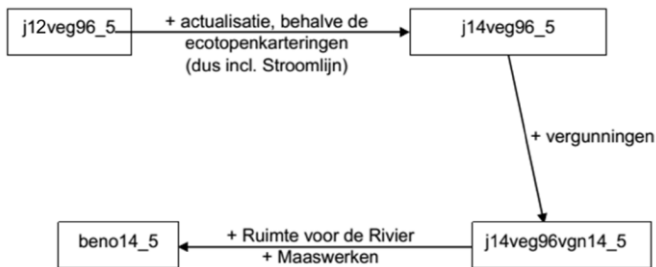 j12veg96_5
+ actualisatie, behalve de
ecotopenkarteringen
(dus incl. Stroomlijn)
j14veg96_5
+ vergunningen
beno14_5
+ Ruimte voor de Rivier
+ Maaswerken
j14veg96vgn14_5